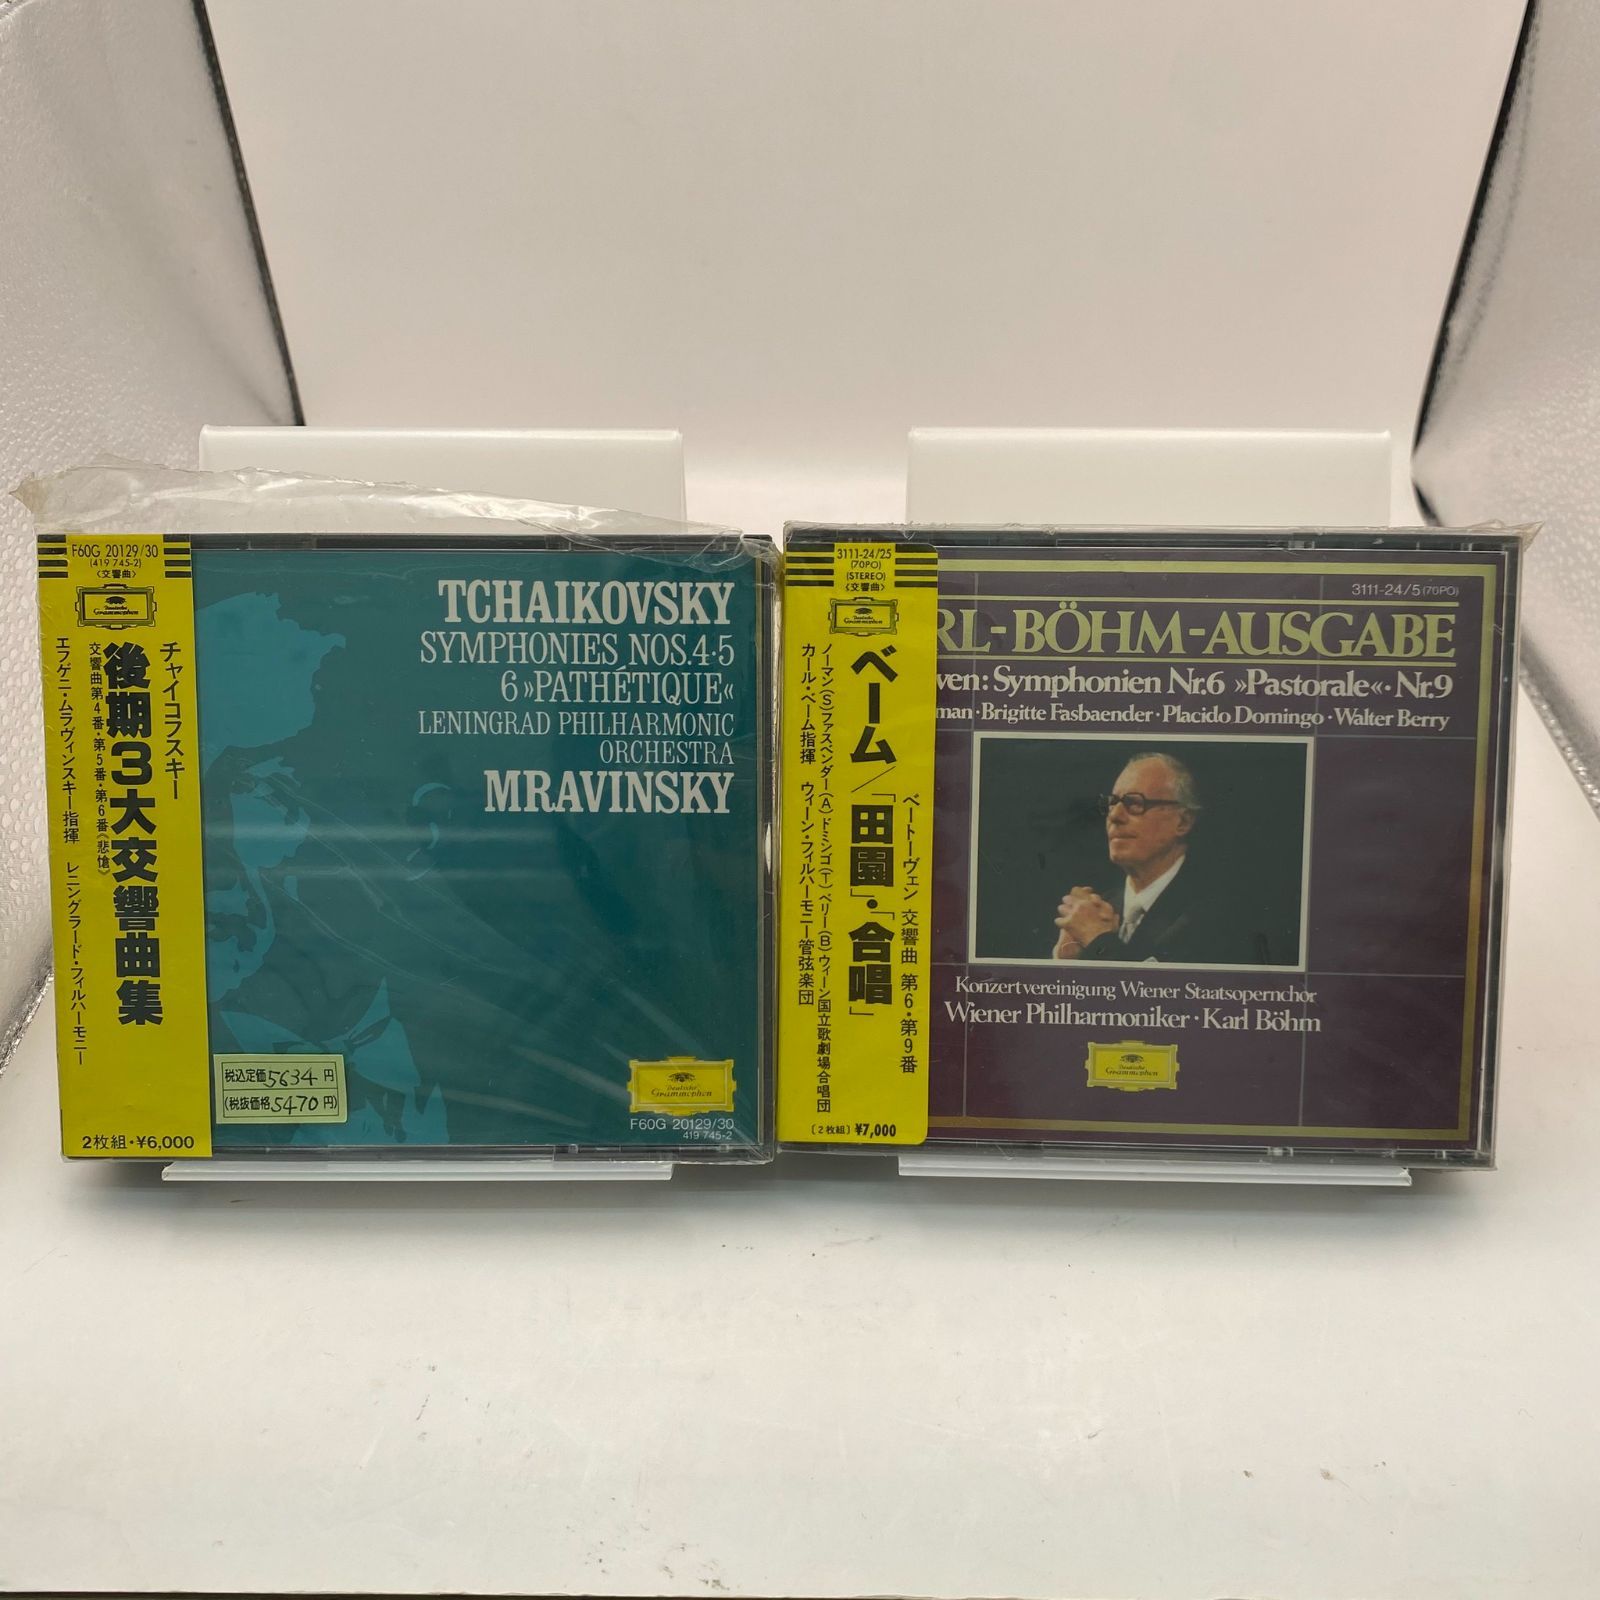 F60G 20129/30
(419 745-2)
〈交響曲〉
Deutsche
Grammophon
チャイコフスキー
後期3大交響曲集
交響曲第4番・第5番・第6番《悲愴》
エフゲニ・ムラヴィンスキー指揮 レニングラード・フィルハーモニー
2枚組・¥6,000
TCHAIKOVSKY
SYMPHONIES NOS.4·5
6 »PATHÉTIQUE«
LENINGRAD PHILHARMONIC
ORCHESTRA
MRAVINSKY
税込定価5634円
(税抜価格5470円)
Deutsche
Grammophon
F60G 20129/30
419 745-2
3111-24/25
(70PO)
(STEREO)
〈交響曲〉
Deutsche
Grammophon
ベートーヴェン 交響曲 第6・第9番
ベーム/「田園」・「合唱」
ノーマン(S)ファスベンダー(A)ドミンゴ(T)ベリー(B)ウィーン国立歌劇場合唱団
カール・ベーム指揮 ウィーン・フィルハーモニー管弦楽団
〔2枚組〕¥7,000
3111-24/5 (70PO)
RL-BÖHM-AUSGABE
ven: Symphonien Nr.6 »Pastorale«· Nr.9
man · Brigitte Fasbaender · Placido Domingo · Walter Berry
Konzertvereinigung Wiener Staatsopernchor
Wiener Philharmoniker · Karl Böhm
Deutsche
Grammophon